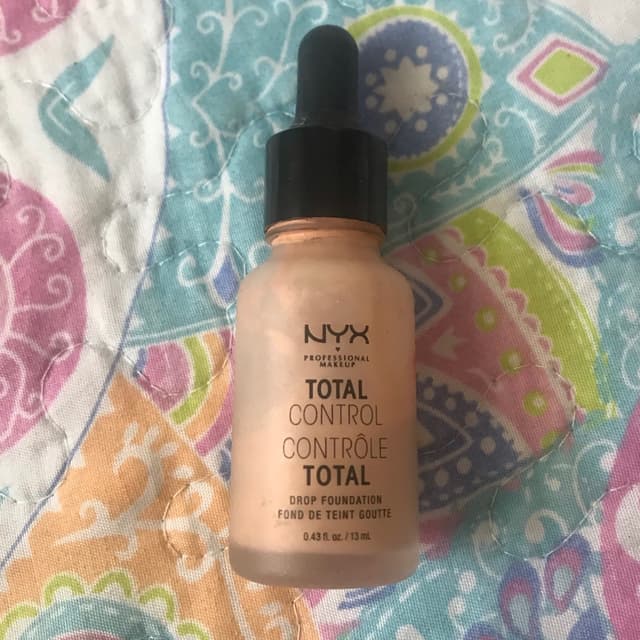 NYX
PROFESSIONAL
MAKEUP
TOTAL
CONTROL
CONTRÔLE
TOTAL
DROP FOUNDATION
FOND DE TEINT GOUTTE
0.43 fl. oz. / 13 mL